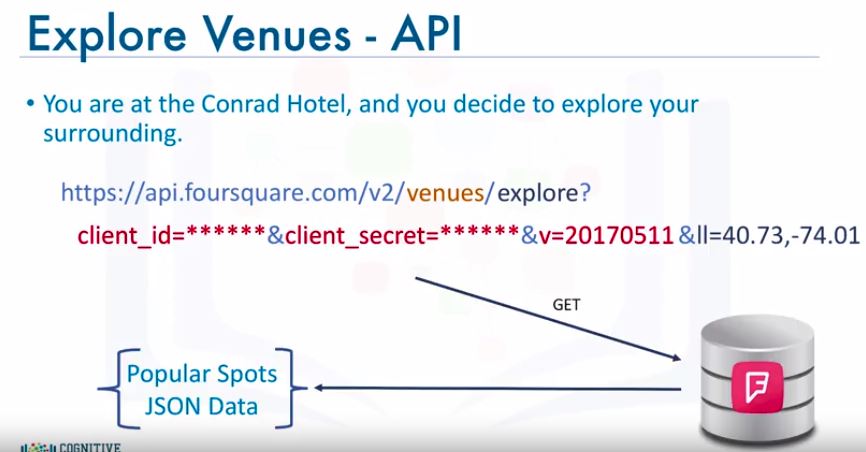 Explore Venues - API
• You are at the Conrad Hotel, and you decide to explore your
surrounding.
https://api.foursquare.com/v2/venues/explore?
client_id=******&client_secret=******&v=20170511&ll=40.73,-74.01
GET
Popular Spots
JSON Data
COGNITIVE